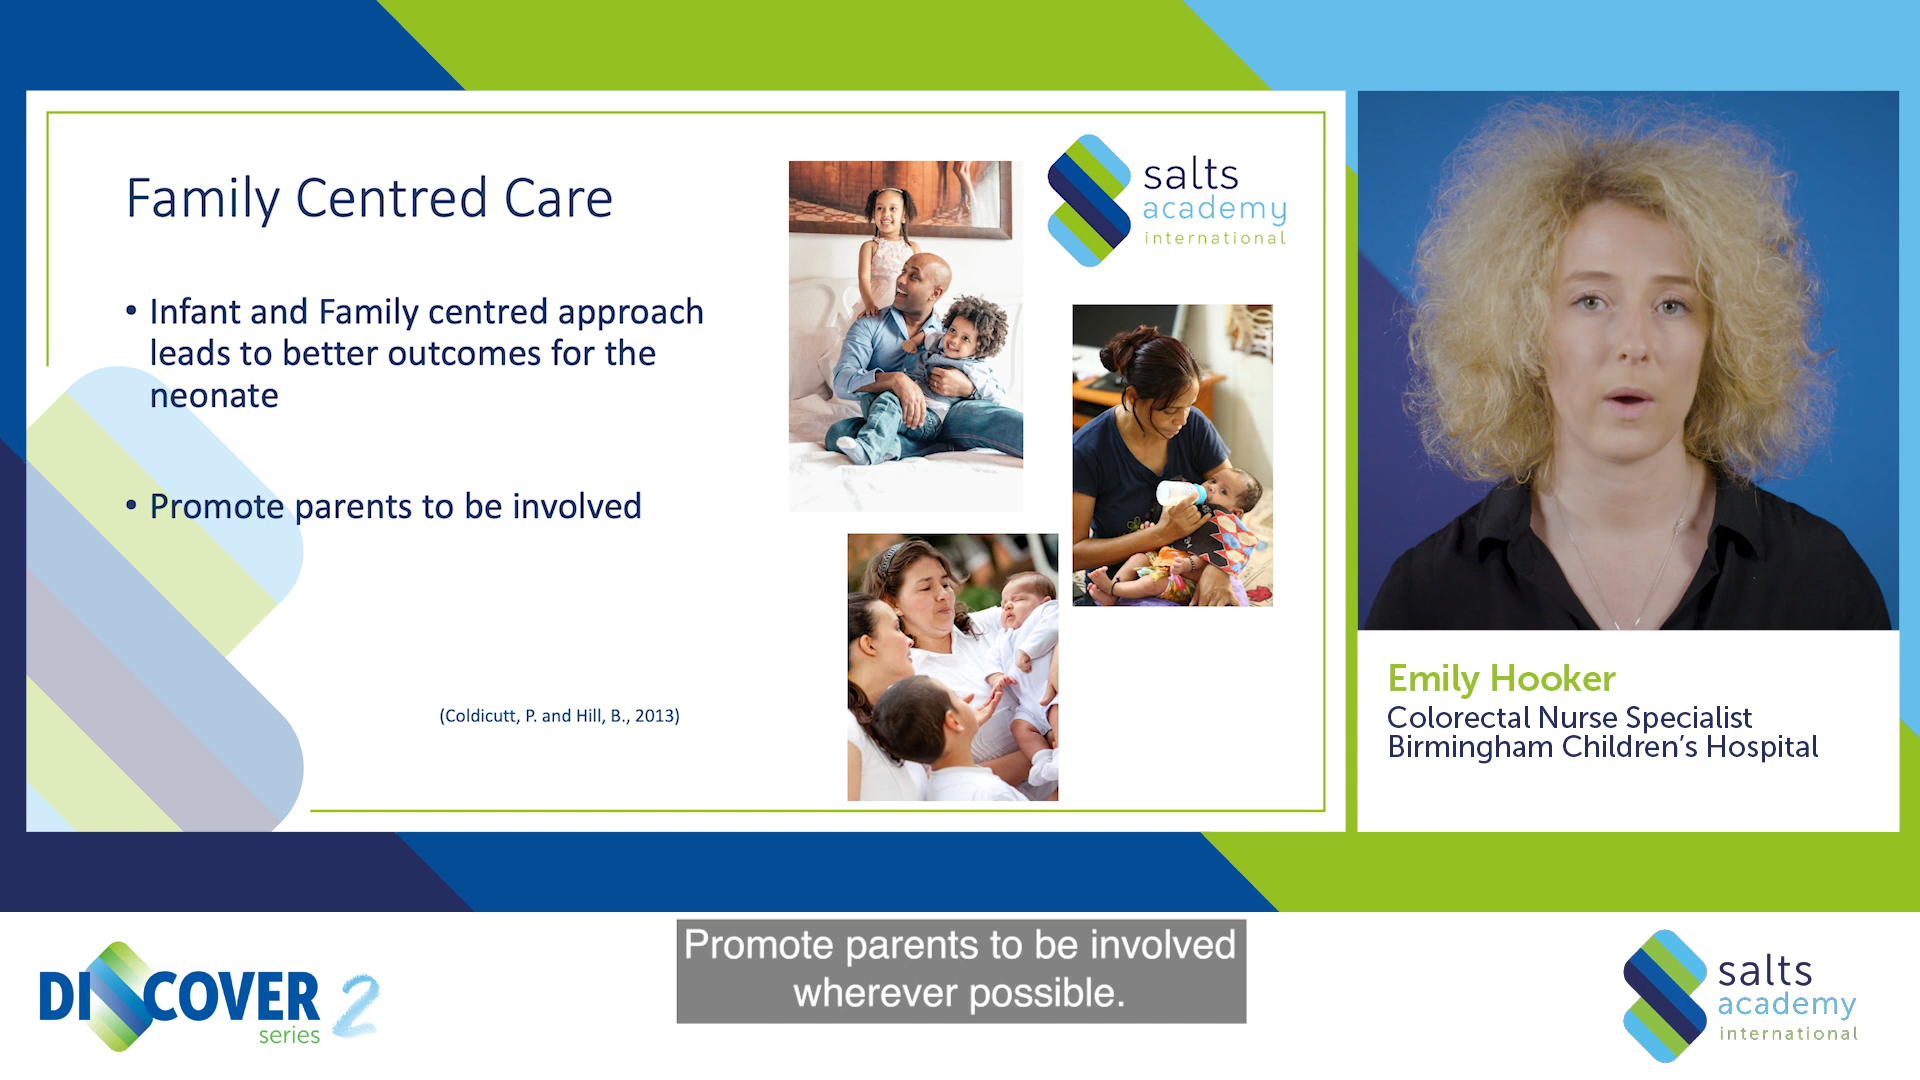 Family Centred Care
• Infant and Family centred approach
leads to better outcomes for the
neonate
• Promote parents to be involved
(Coldicutt, P. and Hill, B., 2013)
salts
academy
international
Emily Hooker
Colorectal Nurse Specialist
Birmingham Children's Hospital
Promote parents to be involved
wherever possible.
DISCOVER 2
series
salts
academy
international